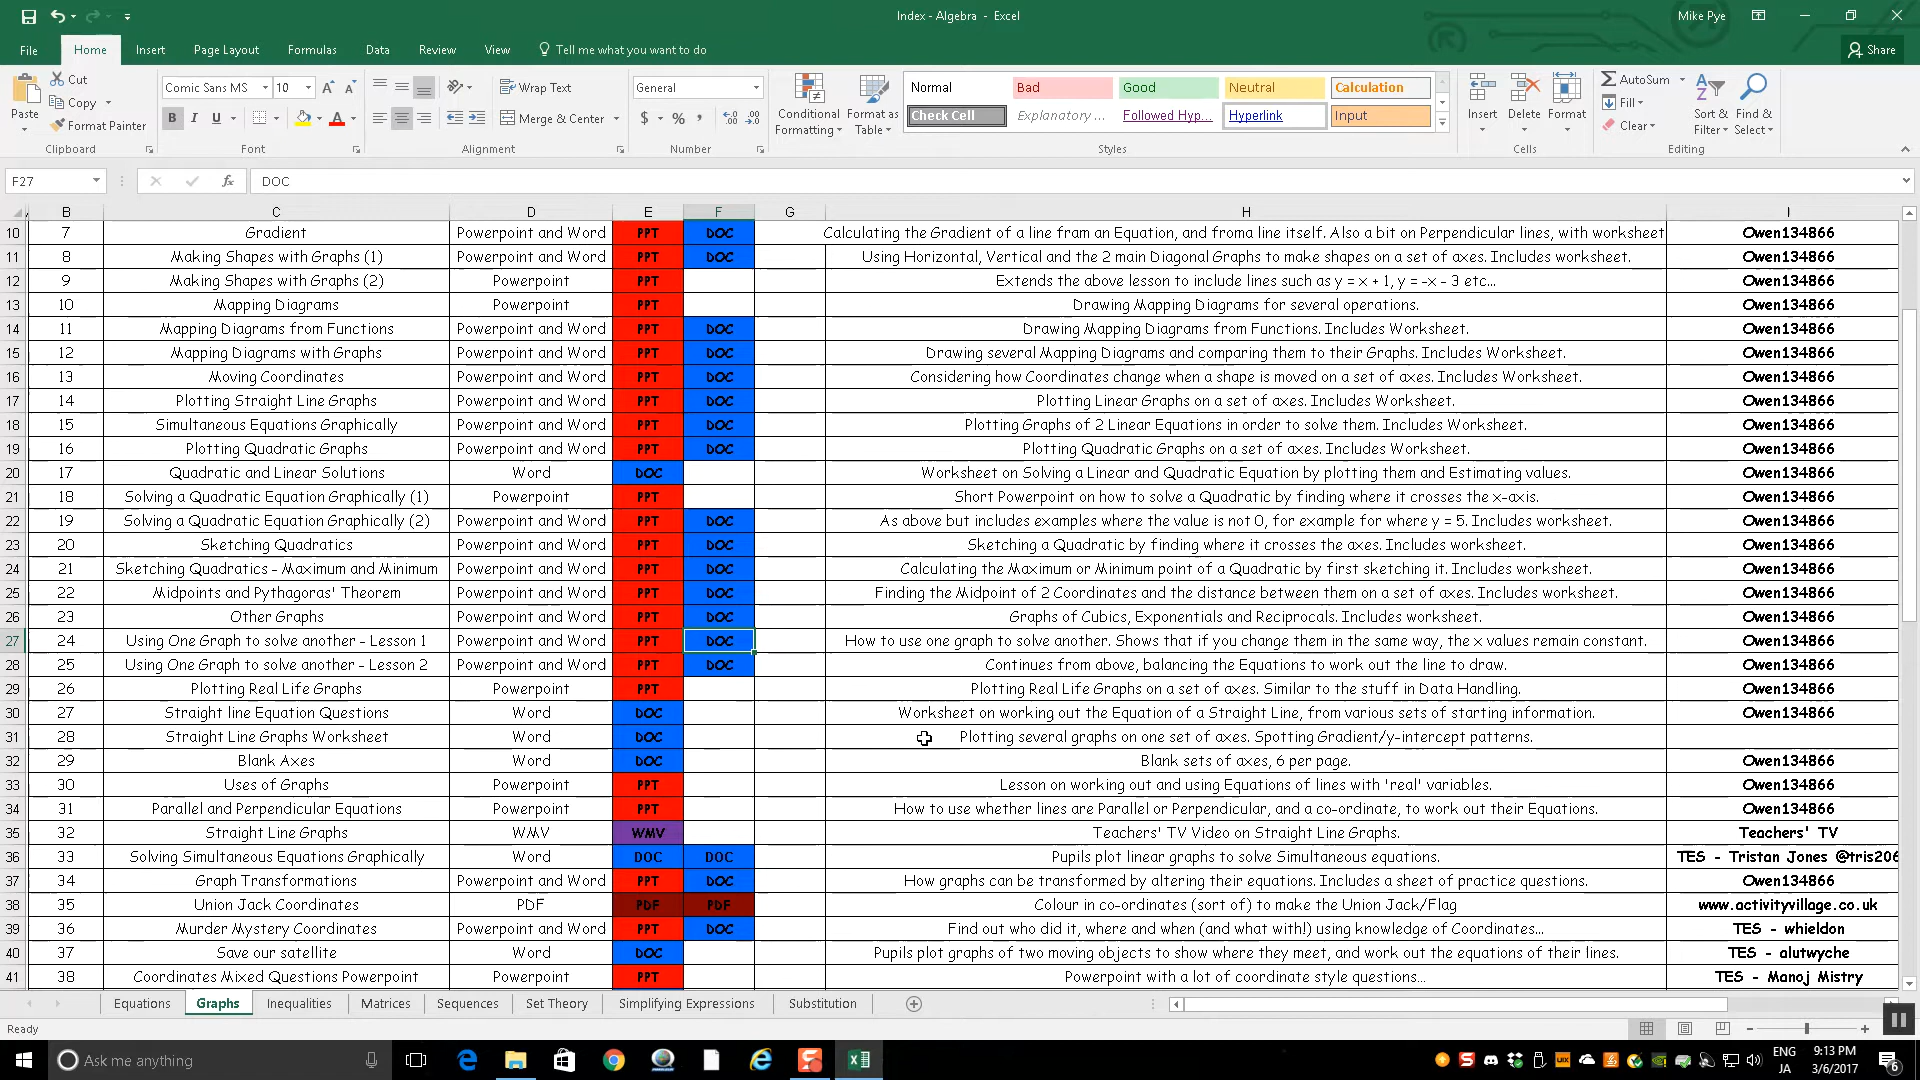 Index - Algebra - Excel
Mike Pye
File Home Insert Page Layout Formulas Data Review View Tell me what you want to do Share
Paste Cut Copy Format Painter Clipboard
Comic Sans MS 10 A A B I U A Font
Wrap Text Merge & Center Alignment
General $ % , Number
Conditional Formatting Format as Table
Normal Bad Good Neutral Calculation
Check Cell Explanatory ... Followed Hyp... Hyperlink Input
Styles
Insert Delete Format Cells
AutoSum Fill Clear Sort & Filter Find & Select Editing
F27 fx DOC
B C D E F G H I
10 7 Gradient Powerpoint and Word PPT DOC Calculating the Gradient of a line fram an Equation, and froma line itself. Also a bit on Perpendicular lines, with worksheet Owen134866
11 8 Making Shapes with Graphs (1) Powerpoint and Word PPT DOC Using Horizontal, Vertical and the 2 main Diagonal Graphs to make shapes on a set of axes. Includes worksheet. Owen134866
12 9 Making Shapes with Graphs (2) Powerpoint PPT Extends the above lesson to include lines such as y = x + 1, y = -x - 3 etc... Owen134866
13 10 Mapping Diagrams Powerpoint PPT Drawing Mapping Diagrams for several operations. Owen134866
14 11 Mapping Diagrams from Functions Powerpoint and Word PPT DOC Drawing Mapping Diagrams from Functions. Includes Worksheet. Owen134866
15 12 Mapping Diagrams with Graphs Powerpoint and Word PPT DOC Drawing several Mapping Diagrams and comparing them to their Graphs. Includes Worksheet. Owen134866
16 13 Moving Coordinates Powerpoint and Word PPT DOC Considering how Coordinates change when a shape is moved on a set of axes. Includes Worksheet. Owen134866
17 14 Plotting Straight Line Graphs Powerpoint and Word PPT DOC Plotting Linear Graphs on a set of axes. Includes Worksheet. Owen134866
18 15 Simultaneous Equations Graphically Powerpoint and Word PPT DOC Plotting Graphs of 2 Linear Equations in order to solve them. Includes Worksheet. Owen134866
19 16 Plotting Quadratic Graphs Powerpoint and Word PPT DOC Plotting Quadratic Graphs on a set of axes. Includes Worksheet. Owen134866
20 17 Quadratic and Linear Solutions Word DOC Worksheet on Solving a Linear and Quadratic Equation by plotting them and Estimating values. Owen134866
21 18 Solving a Quadratic Equation Graphically (1) Powerpoint PPT Short Powerpoint on how to solve a Quadratic by finding where it crosses the x-axis. Owen134866
22 19 Solving a Quadratic Equation Graphically (2) Powerpoint and Word PPT DOC As above but includes examples where the value is not 0, for example for where y = 5. Includes worksheet. Owen134866
23 20 Sketching Quadratics Powerpoint and Word PPT DOC Sketching a Quadratic by finding where it crosses the axes. Includes worksheet. Owen134866
24 21 Sketching Quadratics - Maximum and Minimum Powerpoint and Word PPT DOC Calculating the Maximum or Minimum point of a Quadratic by first sketching it. Includes worksheet. Owen134866
25 22 Midpoints and Pythagoras' Theorem Powerpoint and Word PPT DOC Finding the Midpoint of 2 Coordinates and the distance between them on a set of axes. Includes worksheet. Owen134866
26 23 Other Graphs Powerpoint and Word PPT DOC Graphs of Cubics, Exponentials and Reciprocals. Includes worksheet. Owen134866
27 24 Using One Graph to solve another - Lesson 1 Powerpoint and Word PPT DOC How to use one graph to solve another. Shows that if you change them in the same way, the x values remain constant. Owen134866
28 25 Using One Graph to solve another - Lesson 2 Powerpoint and Word PPT DOC Continues from above, balancing the Equations to work out the line to draw. Owen134866
29 26 Plotting Real Life Graphs Powerpoint PPT Plotting Real Life Graphs on a set of axes. Similar to the stuff in Data Handling. Owen134866
30 27 Straight line Equation Questions Word DOC Worksheet on working out the Equation of a Straight Line, from various sets of starting information. Owen134866
31 28 Straight Line Graphs Worksheet Word DOC Plotting several graphs on one set of axes. Spotting Gradient/y-intercept patterns.
32 29 Blank Axes Word DOC Blank sets of axes, 6 per page. Owen134866
33 30 Uses of Graphs Powerpoint PPT Lesson on working out and using Equations of lines with 'real' variables. Owen134866
34 31 Parallel and Perpendicular Equations Powerpoint PPT How to use whether lines are Parallel or Perpendicular, and a co-ordinate, to work out their Equations. Owen134866
35 32 Straight Line Graphs WMV WMV Teachers' TV Video on Straight Line Graphs. Teachers' TV
36 33 Solving Simultaneous Equations Graphically Word DOC DOC Pupils plot linear graphs to solve Simultaneous equations. TES - Tristan Jones @tris206
37 34 Graph Transformations Powerpoint and Word PPT DOC How graphs can be transformed by altering their equations. Includes a sheet of practice questions. Owen134866
38 35 Union Jack Coordinates PDF PDF PDF Colour in co-ordinates (sort of) to make the Union Jack/Flag www.activityvillage.co.uk
39 36 Murder Mystery Coordinates Powerpoint and Word PPT DOC Find out who did it, where and when (and what with!) using knowledge of Coordinates... TES - whieldon
40 37 Save our satellite Word DOC Pupils plot graphs of two moving objects to show where they meet, and work out the equations of their lines. TES - alutwyche
41 38 Coordinates Mixed Questions Powerpoint Powerpoint PPT Powerpoint with a lot of coordinate style questions... TES - Manoj Mistry
Equations Graphs Inequalities Matrices Sequences Set Theory Simplifying Expressions Substitution
Ready
Ask me anything
ENG 9:13 PM
JA 3/6/2017 6